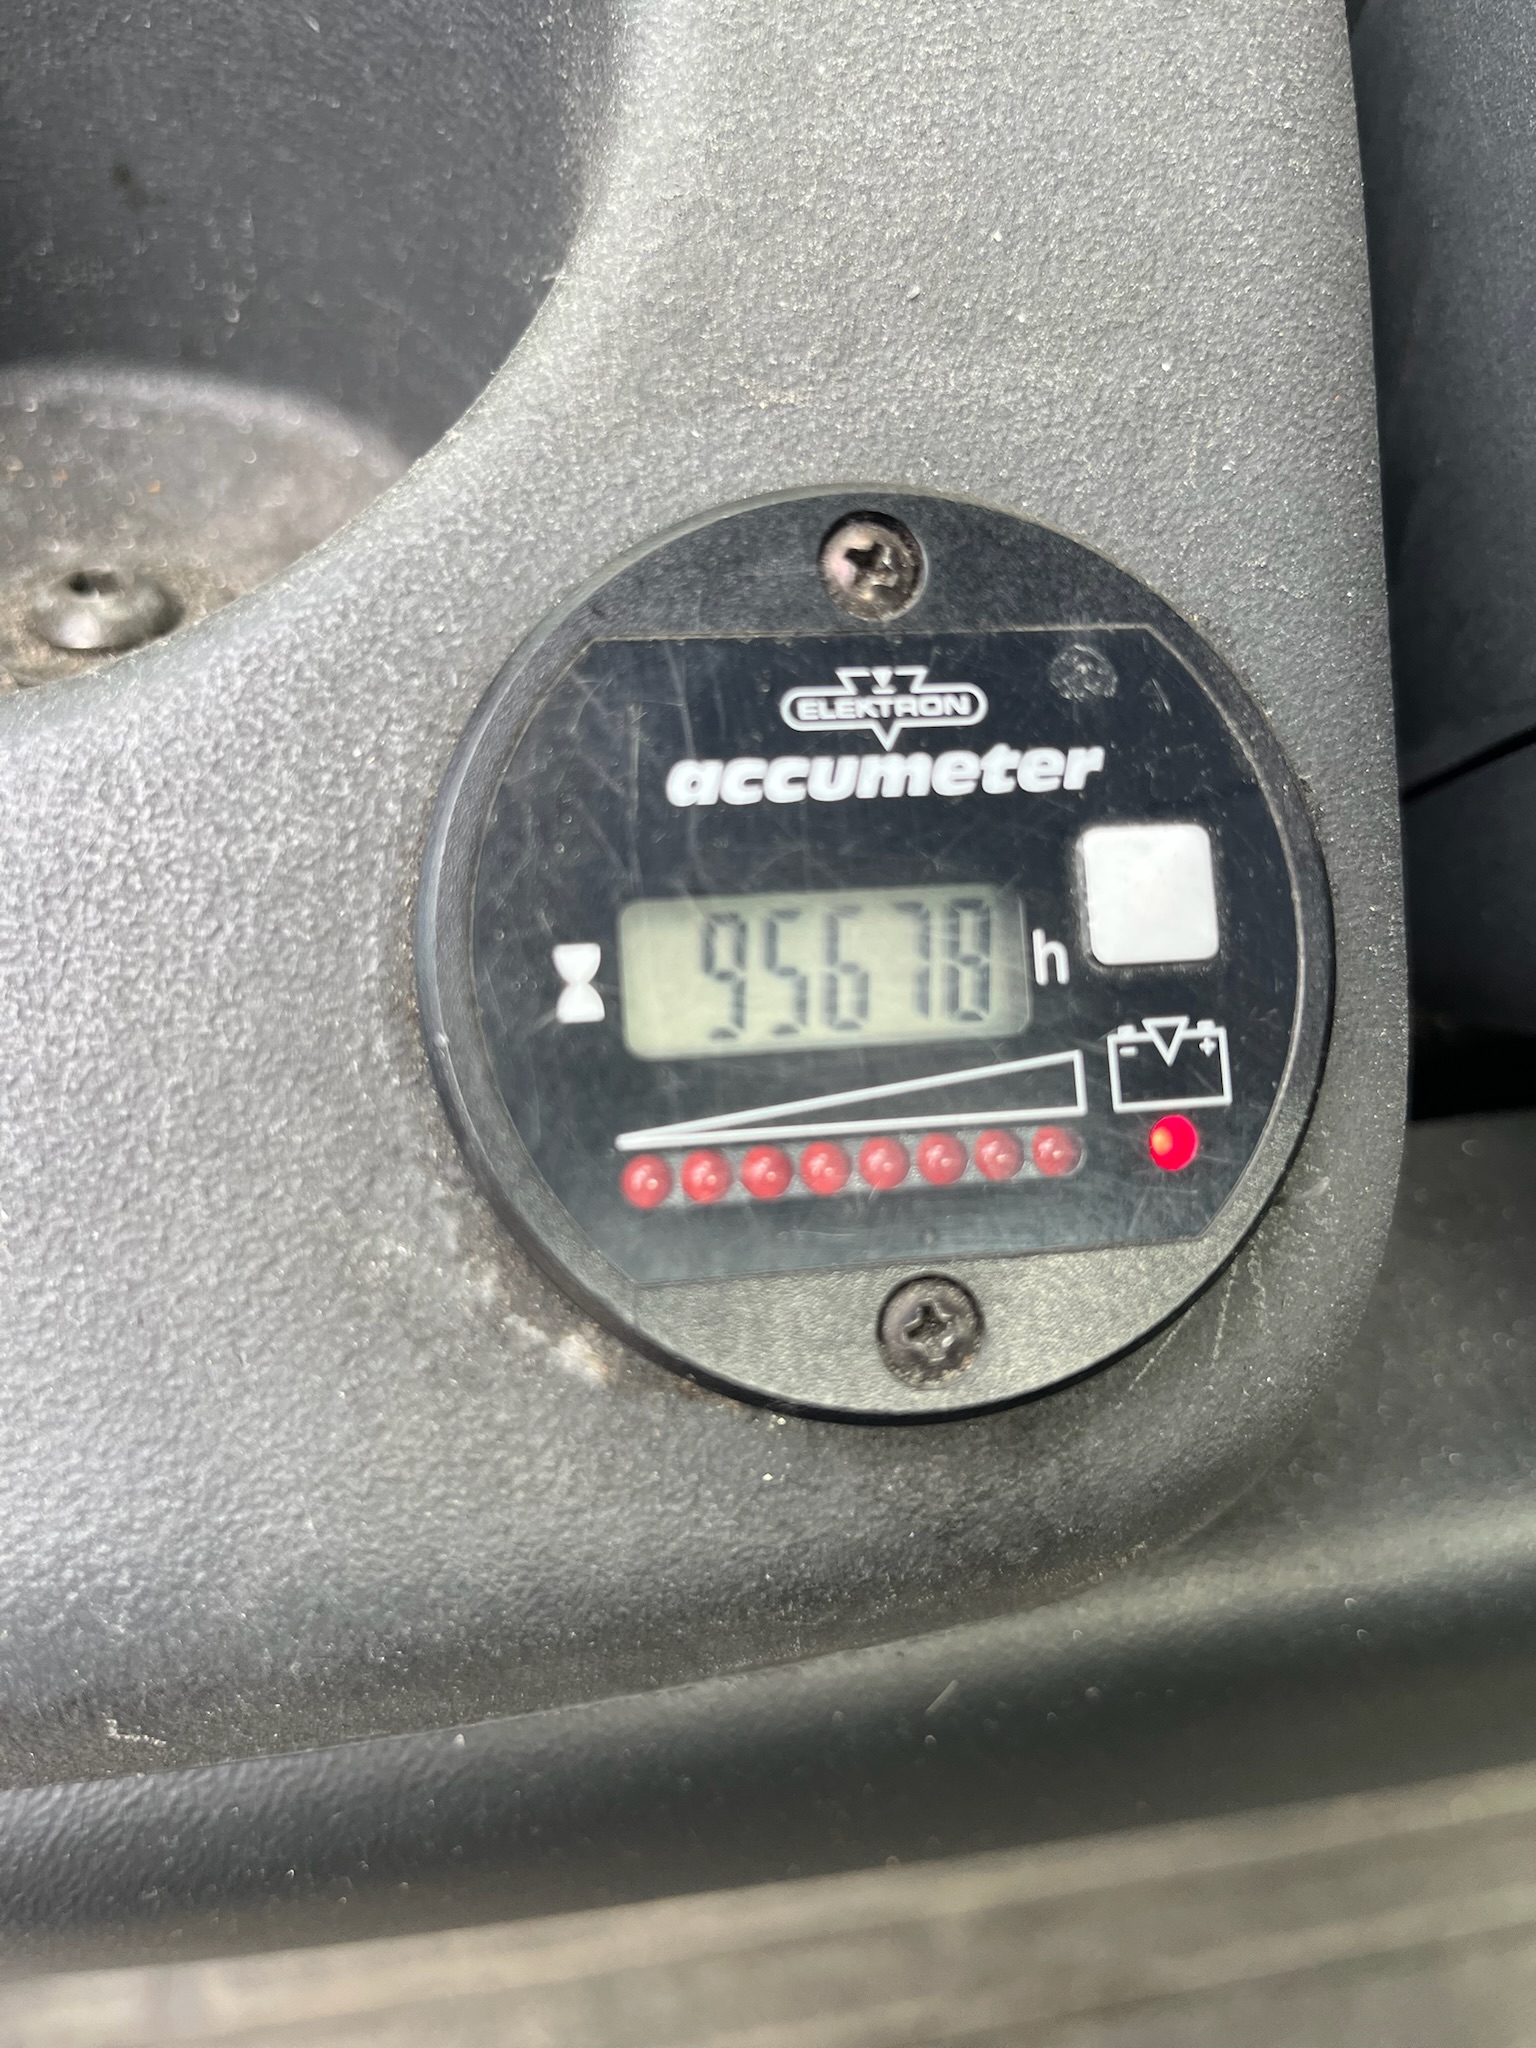 ELEKTRON
accumeter
95678 h
- +